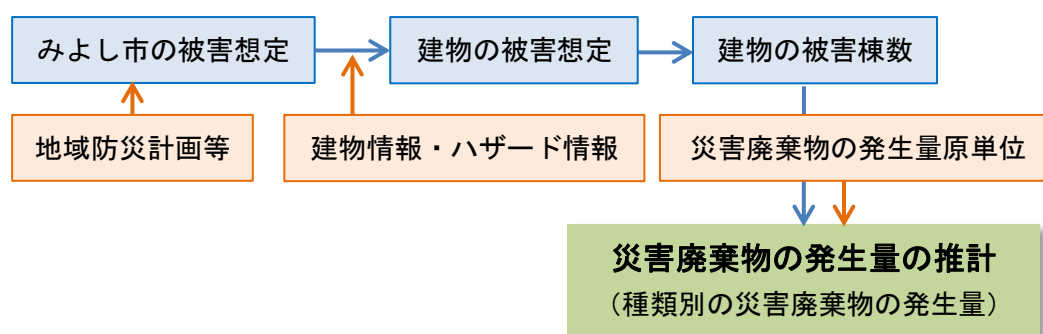 みよし市の被害想定
建物の被害想定
建物の被害棟数
地域防災計画等
建物情報・ハザード情報
災害廃棄物の発生量原単位
災害廃棄物の発生量の推計
（種類別の災害廃棄物の発生量）